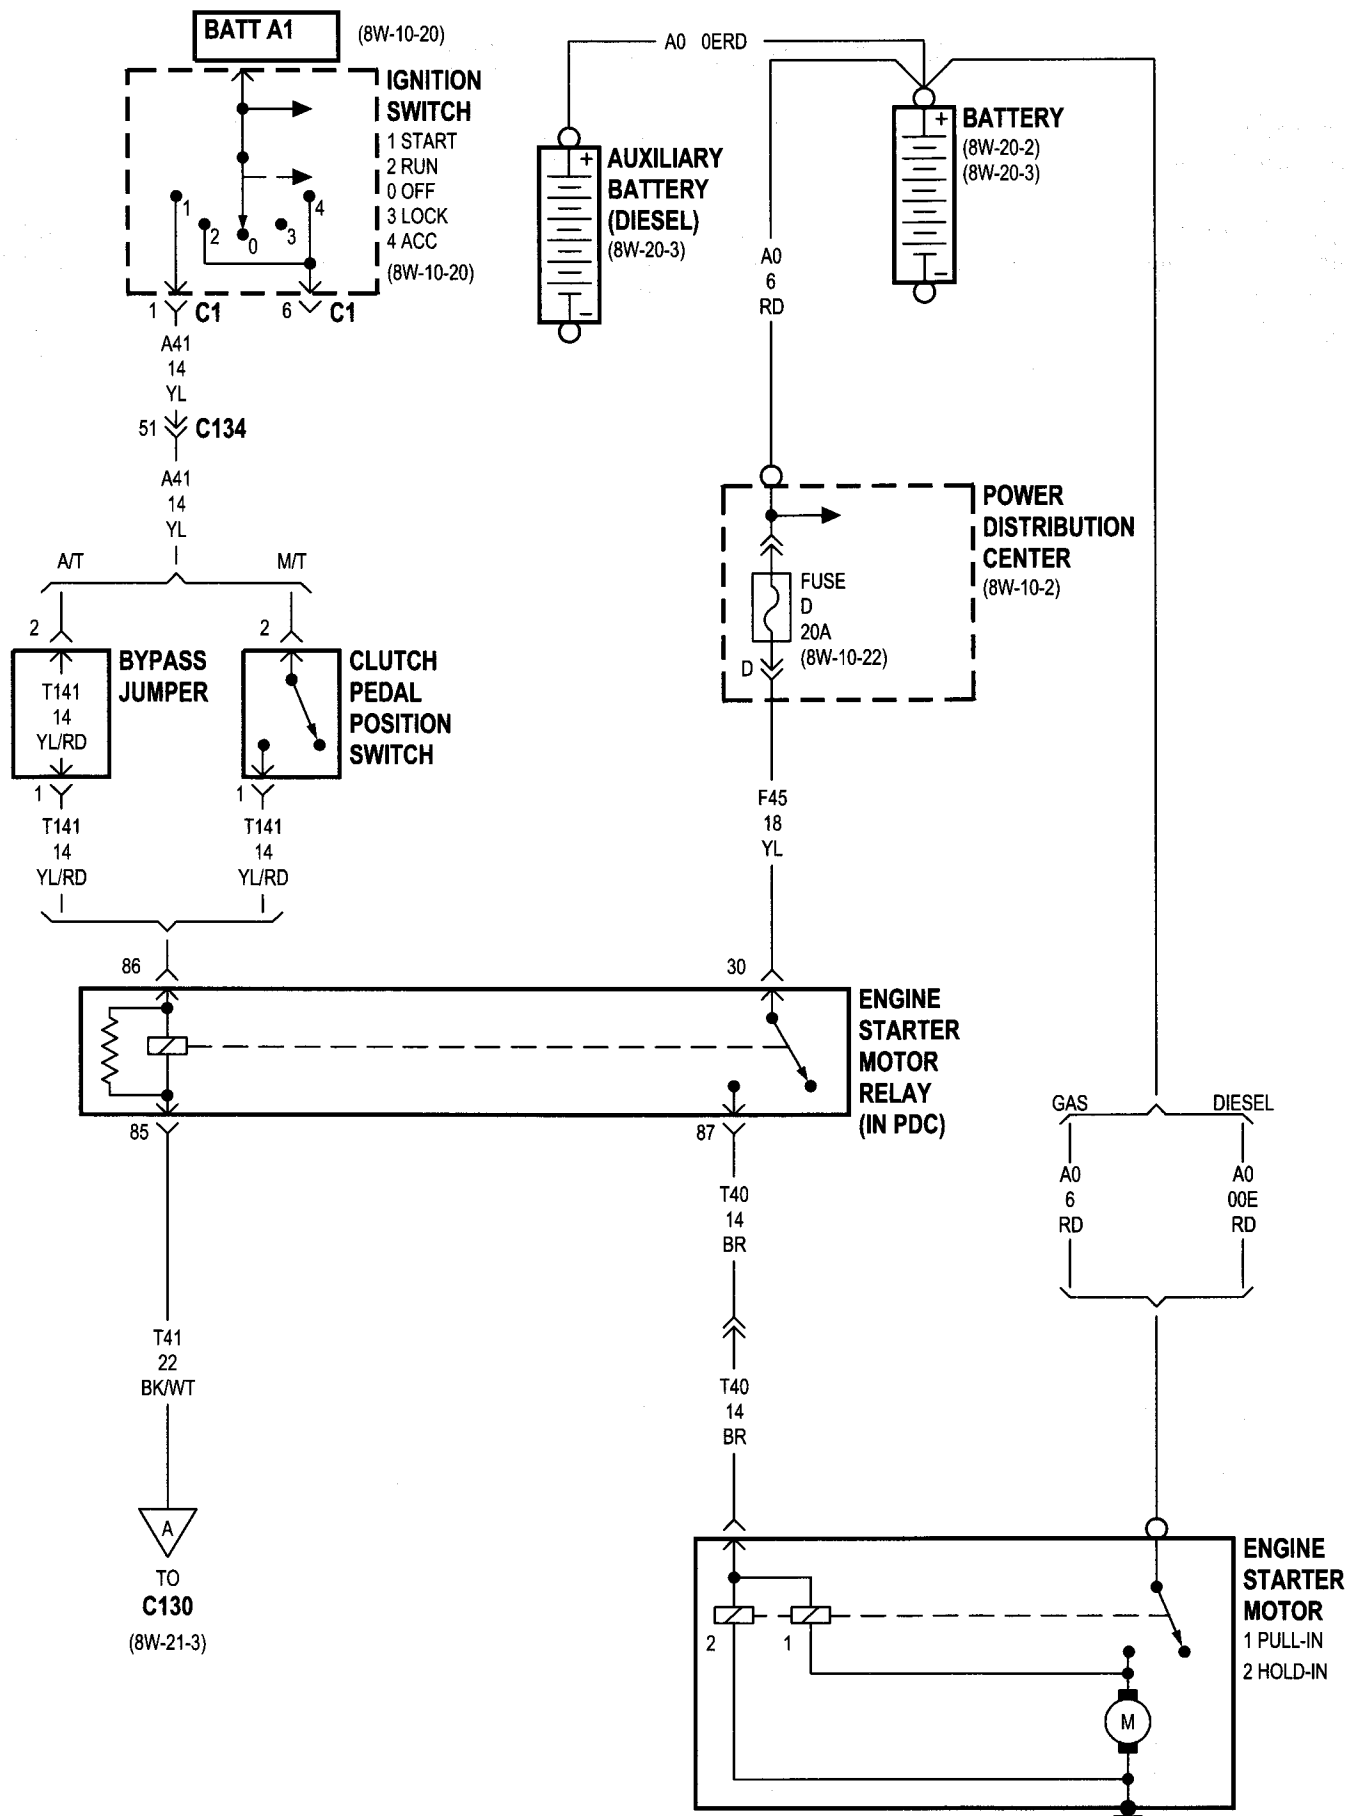 BATT A1
(8W-10-20)
IGNITION
SWITCH
1 START
2 RUN
0 OFF
3 LOCK
4 ACC
(8W-10-20)
1
2
0
3
4
1
C1
6
C1
A41
14
YL
51
C134
A41
14
YL
A/T
M/T
2
BYPASS
JUMPER
T141
14
YL/RD
1
T141
14
YL/RD
2
CLUTCH
PEDAL
POSITION
SWITCH
1
T141
14
YL/RD
A0 0ERD
+
AUXILIARY
BATTERY
(DIESEL)
(8W-20-3)
−
+
BATTERY
(8W-20-2)
(8W-20-3)
−
A0
6
RD
POWER
DISTRIBUTION
CENTER
(8W-10-2)
FUSE
D
20A
(8W-10-22)
D
F45
18
YL
86
30
ENGINE
STARTER
MOTOR
RELAY
(IN PDC)
85
87
T41
22
BK/WT
A
TO
C130
(8W-21-3)
T40
14
BR
T40
14
BR
GAS
DIESEL
A0
6
RD
A0
00E
RD
ENGINE
STARTER
MOTOR
1 PULL-IN
2 HOLD-IN
2
1
M